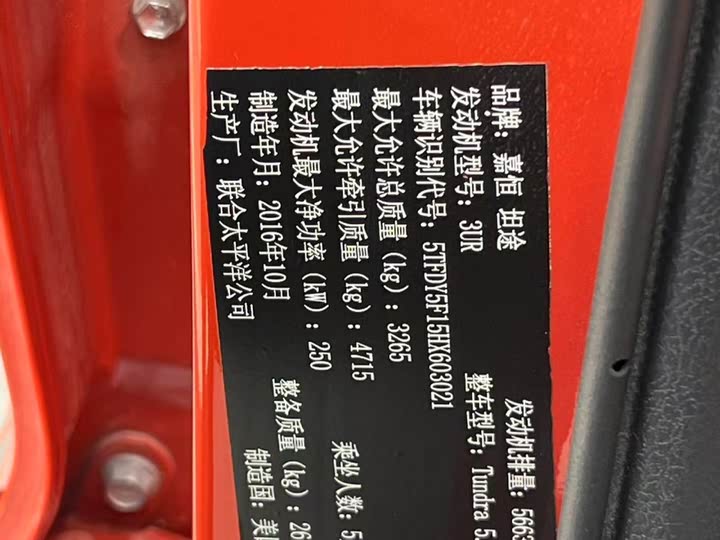 品牌：嘉恒 坦途
发动机型号：3UR 发动机排量：5663
车辆识别代号：5TFDY5F15HX603021 整车型号：Tundra 5.
最大允许总质量（kg）：3265
最大允许牵引质量（kg）：4715 乘坐人数：5
发动机最大净功率（kW）：250 整备质量（kg）：26
制造年月：2016年10月 制造国：美
生产厂：联合太平洋公司